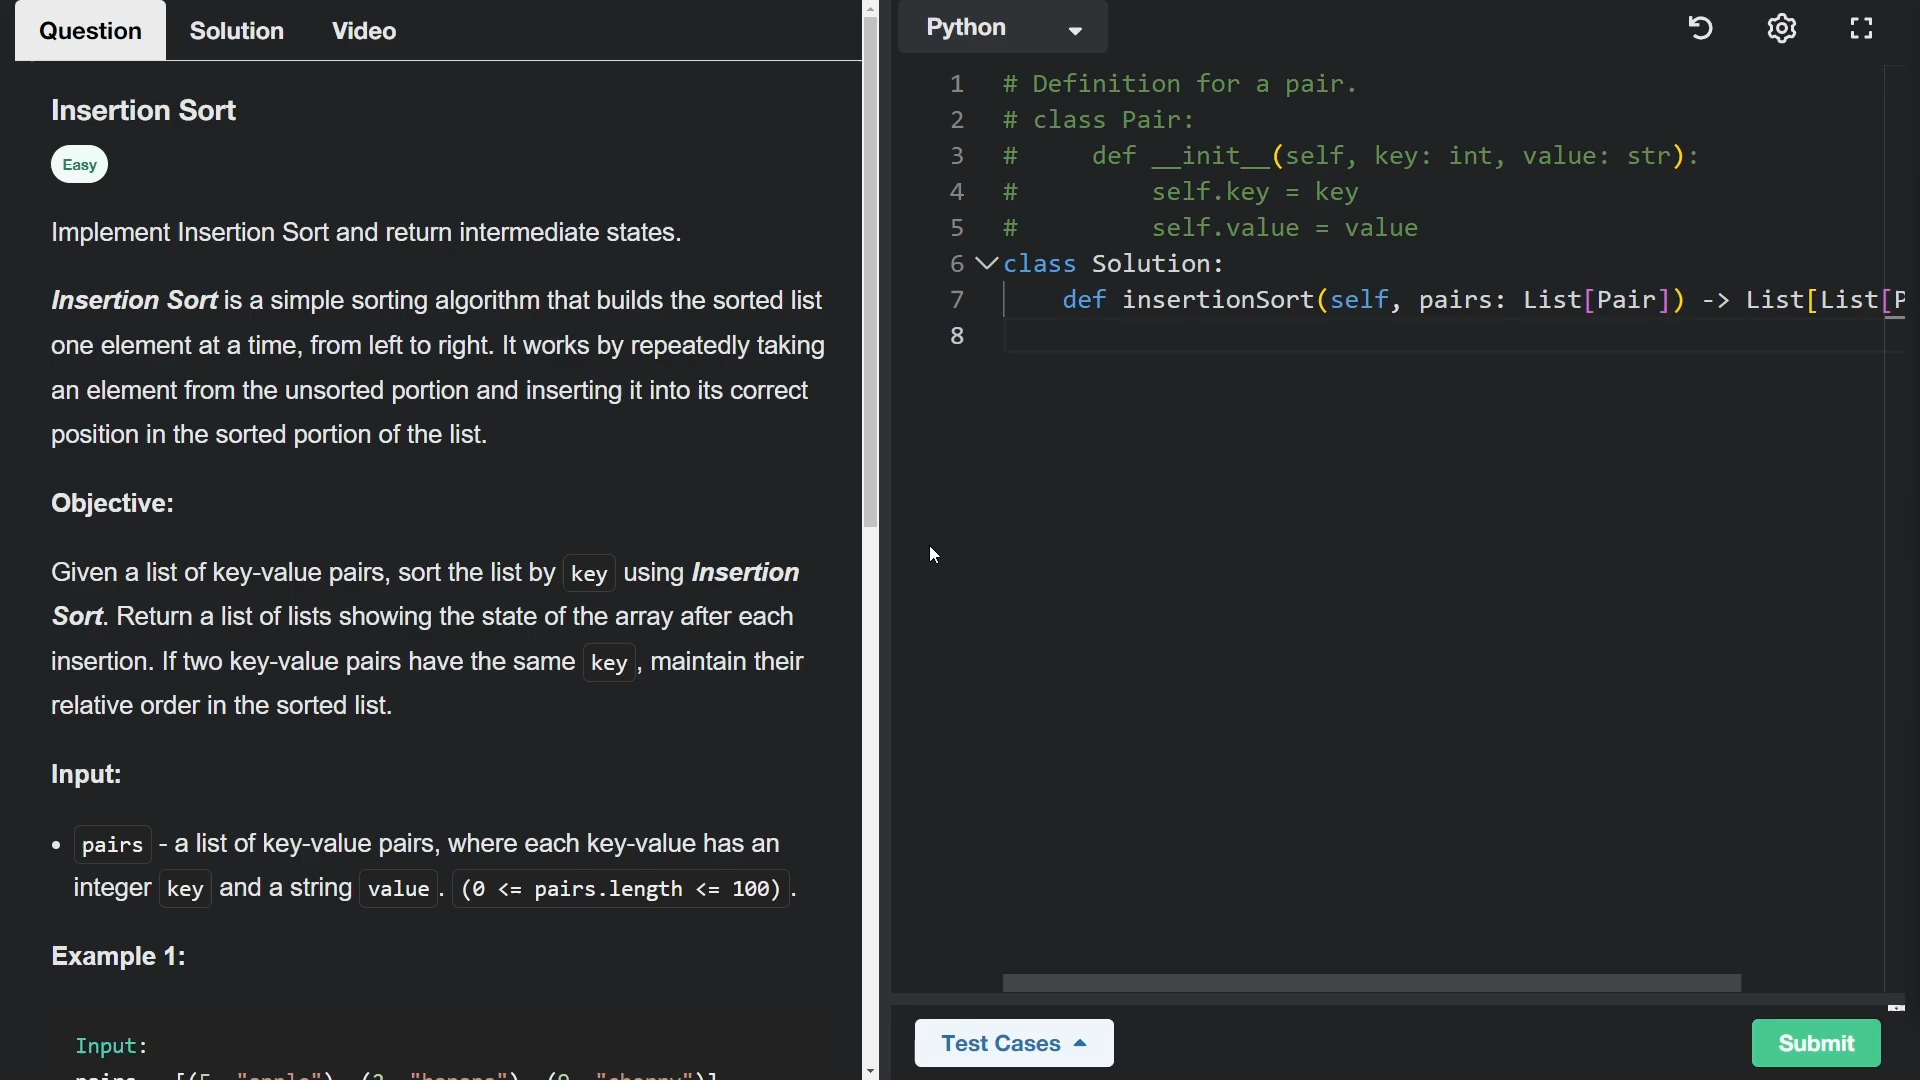 Question Solution Video
Insertion Sort
Easy
Implement Insertion Sort and return intermediate states.
Insertion Sort is a simple sorting algorithm that builds the sorted list
one element at a time, from left to right. It works by repeatedly taking
an element from the unsorted portion and inserting it into its correct
position in the sorted portion of the list.
Objective:
Given a list of key-value pairs, sort the list by key using Insertion
Sort. Return a list of lists showing the state of the array after each
insertion. If two key-value pairs have the same key, maintain their
relative order in the sorted list.
Input:
• pairs - a list of key-value pairs, where each key-value has an
integer key and a string value. (0 <= pairs.length <= 100).
Example 1:
Input:
Python
1 # Definition for a pair.
2 # class Pair:
3 #     def __init__(self, key: int, value: str):
4 #         self.key = key
5 #         self.value = value
6 class Solution:
7     def insertionSort(self, pairs: List[Pair]) -> List[List[P
8
Test Cases
Submit